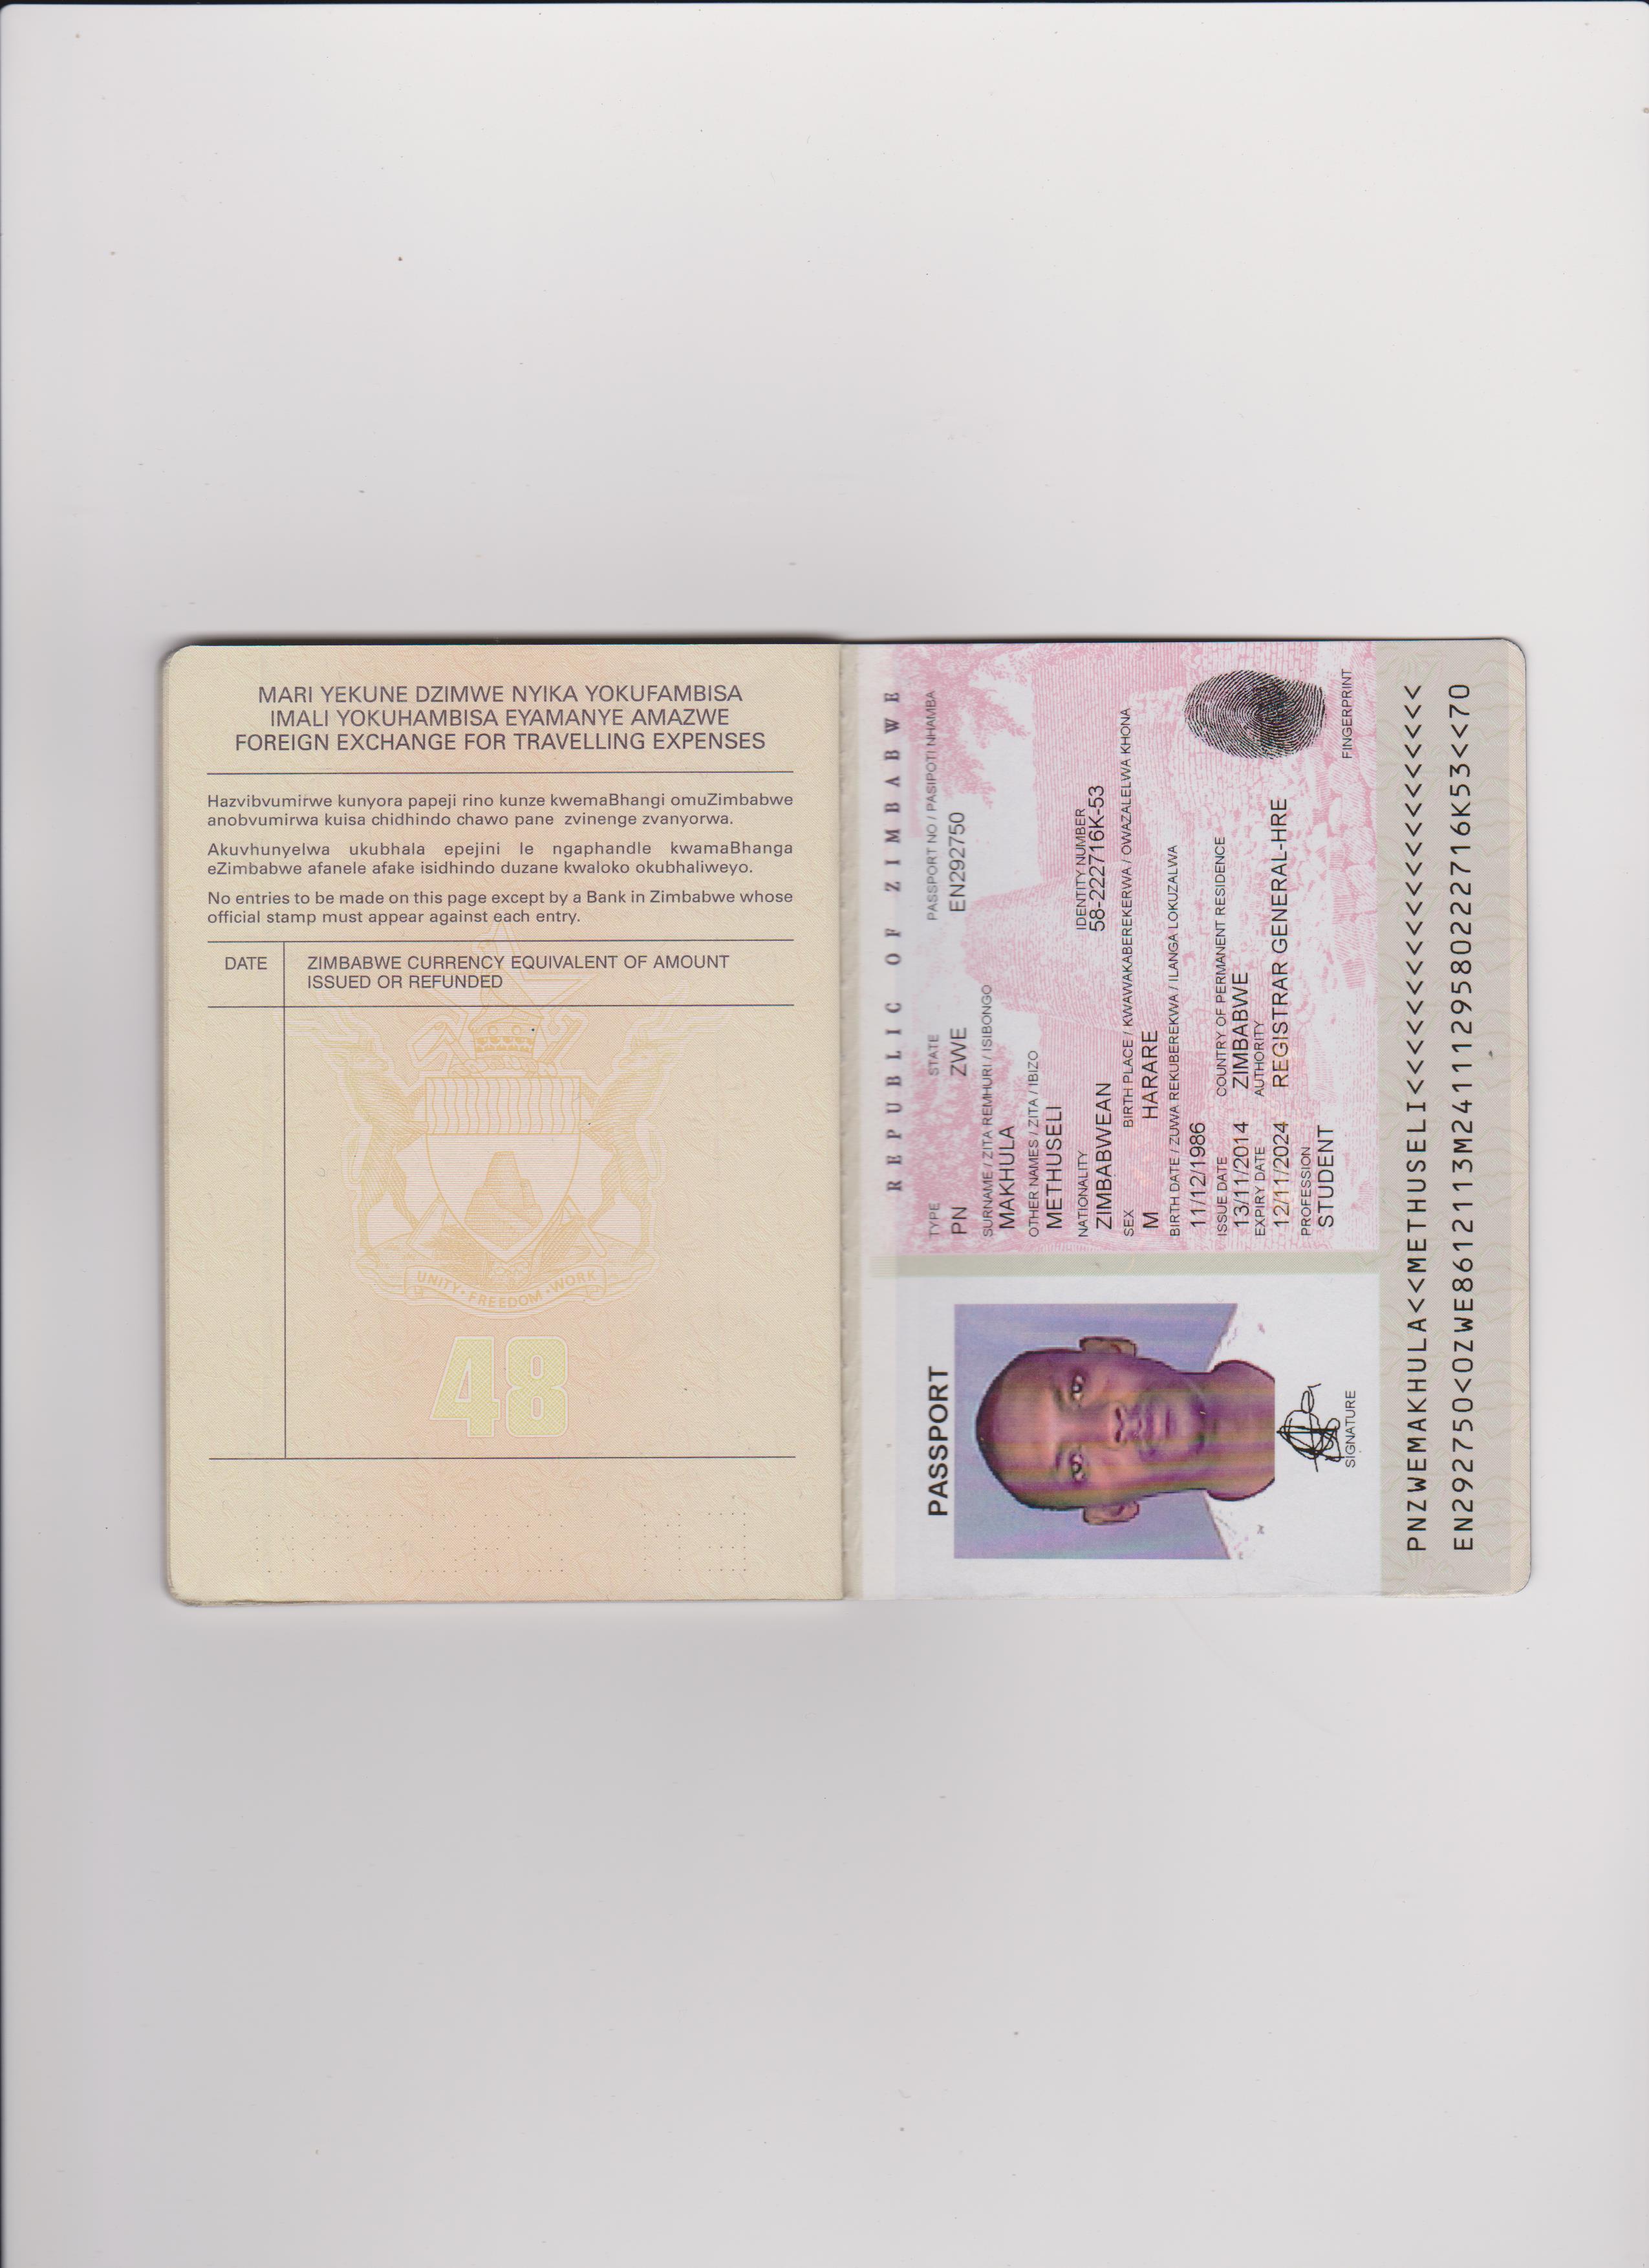 MARI YEKUNE DZIMWE NYIKA YOKUFAMBISA
IMALI YOKUHAMBISA EYAMANYE AMAZWE
FOREIGN EXCHANGE FOR TRAVELLING EXPENSES
Hazvibvumirwe kunyora papeji rino kunze kwemaBhangi omuZimbabwe
anobvumirwa kuisa chidhindo chawo pane zvinenge zvanyorwa.
Akuvhunyelwa ukubhala epejini le ngaphandle kwamaBhanga
eZimbabwe afanele afake isidhindo duzane kwaloko okubhaliweyo.
No entries to be made on this page except by a Bank in Zimbabwe whose
official stamp must appear against each entry.
DATE ZIMBABWE CURRENCY EQUIVALENT OF AMOUNT
ISSUED OR REFUNDED
UNITY · FREEDOM · WORK
48
REPUBLIC OF ZIMBABWE
PASSPORT
TYPE STATE PASSPORT NO / PASIPOTI NHAMBA
PN ZWE EN292750
SURNAME / ZITA REMHURI / ISIBONGO
MAKHULA
OTHER NAMES / ZITA / IBIZO
METHUSELI
NATIONALITY IDENTITY NUMBER
ZIMBABWEAN 58-222716K-53
SEX BIRTH PLACE / KWAWAKABEREKERWA / OWAZALELWA KHONA
M HARARE
BIRTH DATE / ZUWA REKUBEREKWA / ILANGA LOKUZALWA
11/12/1986
ISSUE DATE COUNTRY OF PERMANENT RESIDENCE
13/11/2014 ZIMBABWE
EXPIRY DATE AUTHORITY
12/11/2024 REGISTRAR GENERAL-HRE
PROFESSION
STUDENT
SIGNATURE FINGERPRINT
PNZWEMAKHULA<<METHUSELI<<<<<<<<<<<<<<<<<<<<<
EN292750<0ZWE8612113M24111295802222716K53<<70